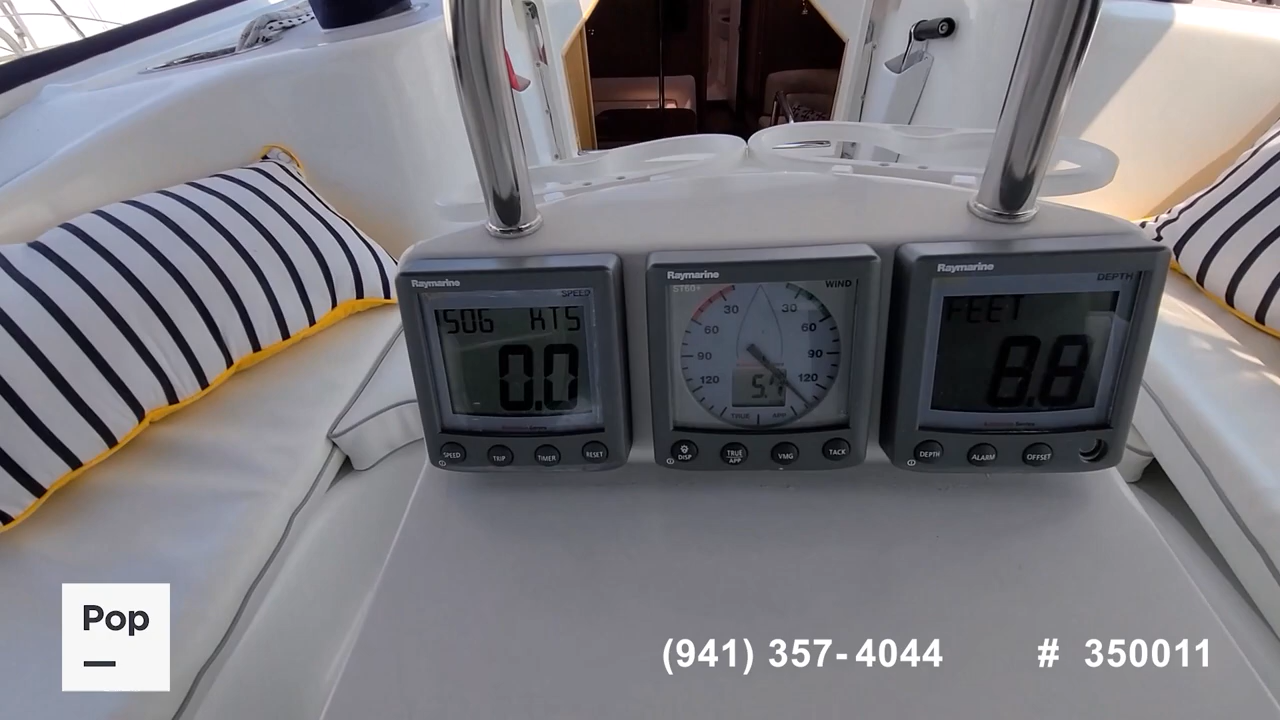 Raymarine
SPEED
1506 KTS
0.0
SPEED TRIP TIMER RESET
Raymarine
ST60+
WIND
30 30
60 60
90 90
120 120
TRUE APP
DISP TRUE APP VMG TACK
Raymarine
DEPTH
FEET
8.8
DEPTH ALARM OFFSET
Pop
(941) 357-4044 # 350011